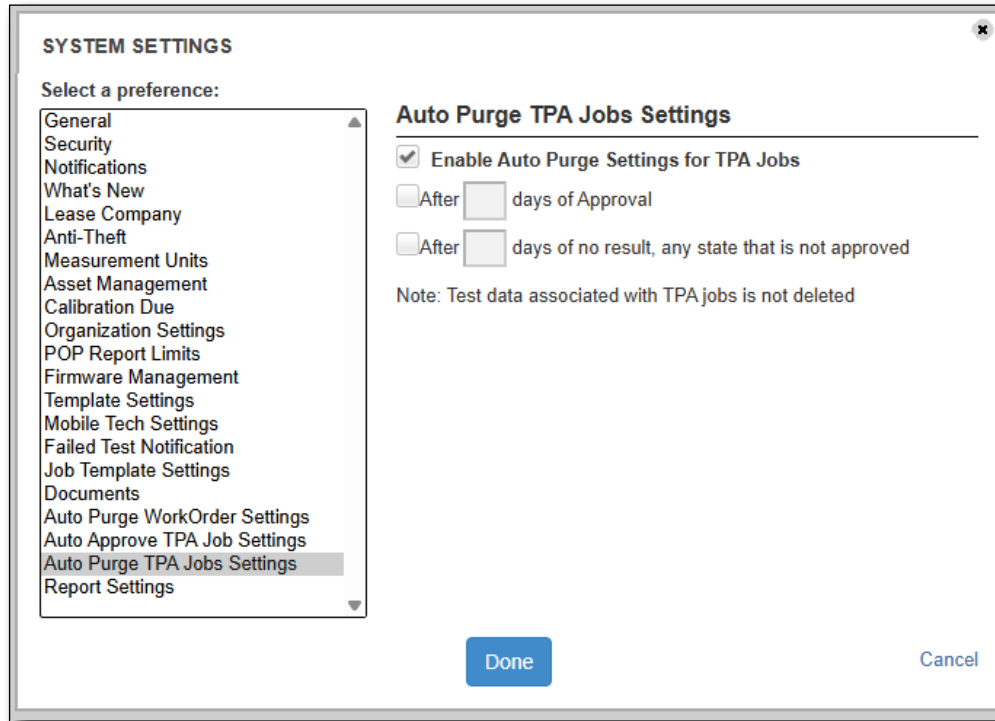 SYSTEM SETTINGS
Select a preference:
General
Security
Notifications
What's New
Lease Company
Anti-Theft
Measurement Units
Asset Management
Calibration Due
Organization Settings
POP Report Limits
Firmware Management
Template Settings
Mobile Tech Settings
Failed Test Notification
Job Template Settings
Documents
Auto Purge WorkOrder Settings
Auto Approve TPA Job Settings
Auto Purge TPA Jobs Settings
Report Settings
Auto Purge TPA Jobs Settings
Enable Auto Purge Settings for TPA Jobs
After days of Approval
After days of no result, any state that is not approved
Note: Test data associated with TPA jobs is not deleted
Done
Cancel